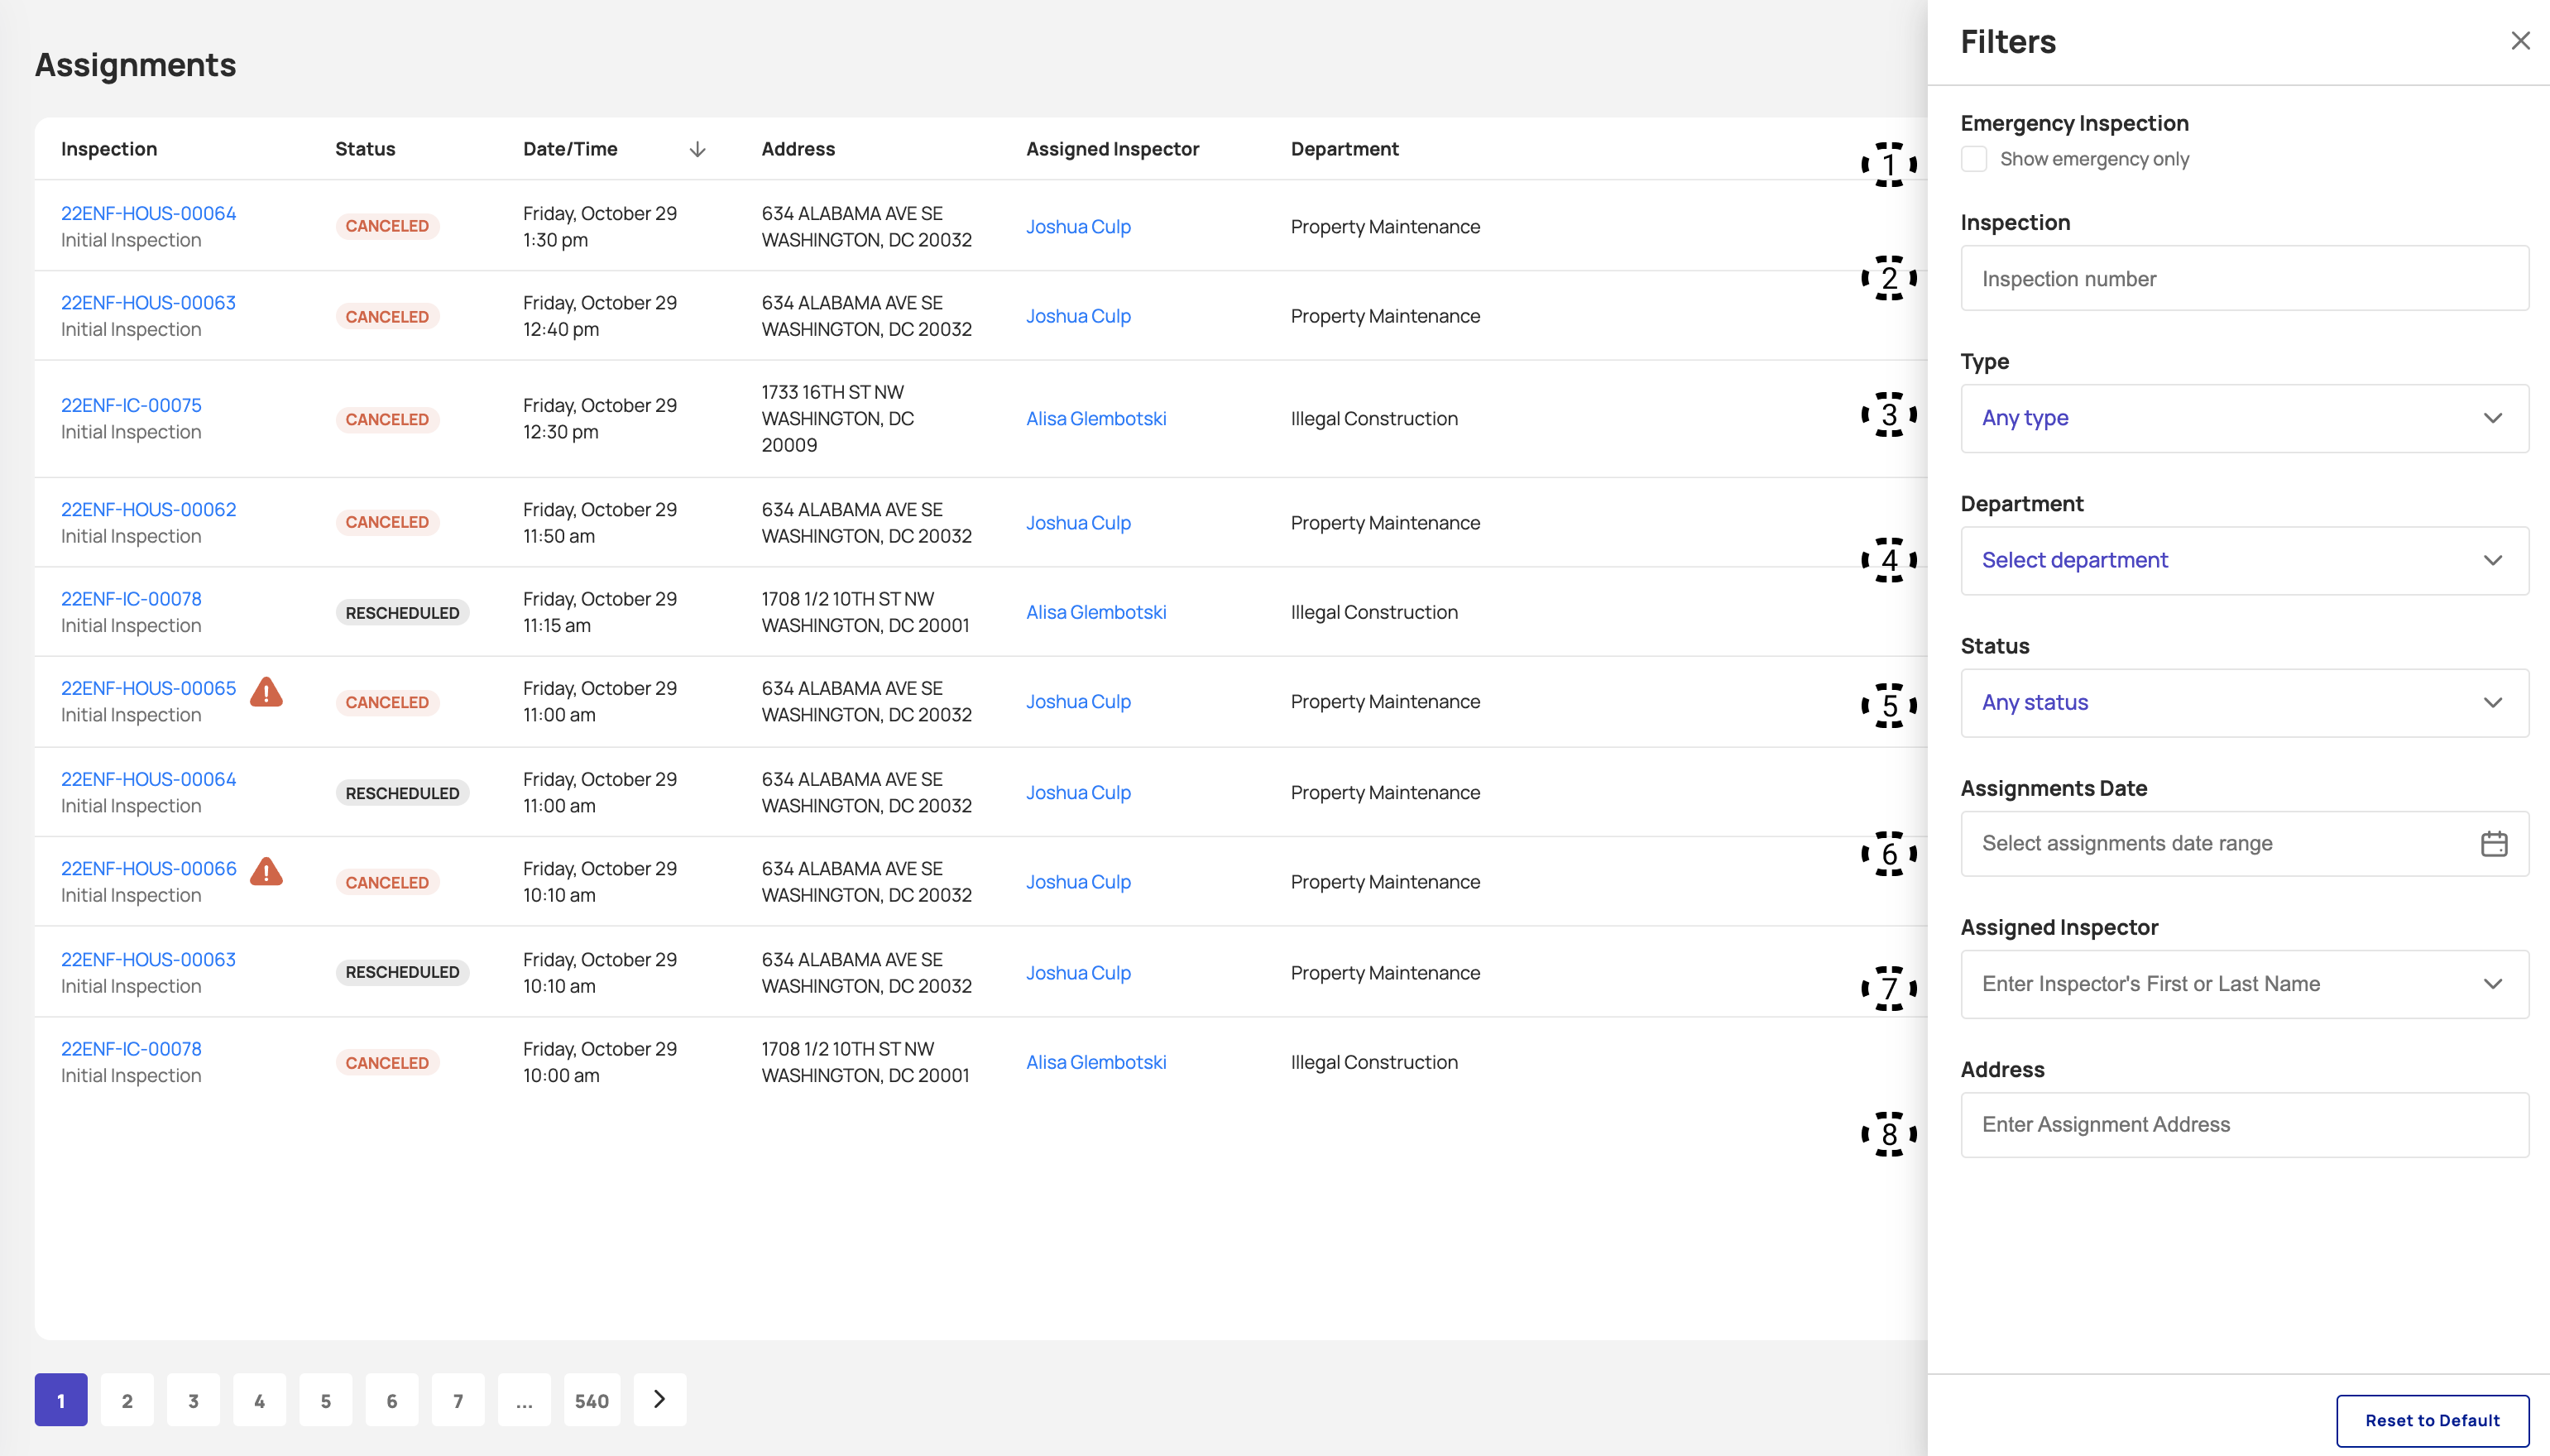 Assignments
Inspection Status Date/Time Address Assigned Inspector Department
22ENF-HOUS-00064
Initial Inspection
CANCELED
Friday, October 29
1:30 pm
634 ALABAMA AVE SE
WASHINGTON, DC 20032
Joshua Culp
Property Maintenance
22ENF-HOUS-00063
Initial Inspection
CANCELED
Friday, October 29
12:40 pm
634 ALABAMA AVE SE
WASHINGTON, DC 20032
Joshua Culp
Property Maintenance
22ENF-IC-00075
Initial Inspection
CANCELED
Friday, October 29
12:30 pm
1733 16TH ST NW
WASHINGTON, DC
20009
Alisa Glembotski
Illegal Construction
22ENF-HOUS-00062
Initial Inspection
CANCELED
Friday, October 29
11:50 am
634 ALABAMA AVE SE
WASHINGTON, DC 20032
Joshua Culp
Property Maintenance
22ENF-IC-00078
Initial Inspection
RESCHEDULED
Friday, October 29
11:15 am
1708 1/2 10TH ST NW
WASHINGTON, DC 20001
Alisa Glembotski
Illegal Construction
22ENF-HOUS-00065
Initial Inspection
CANCELED
Friday, October 29
11:00 am
634 ALABAMA AVE SE
WASHINGTON, DC 20032
Joshua Culp
Property Maintenance
22ENF-HOUS-00064
Initial Inspection
RESCHEDULED
Friday, October 29
11:00 am
634 ALABAMA AVE SE
WASHINGTON, DC 20032
Joshua Culp
Property Maintenance
22ENF-HOUS-00066
Initial Inspection
CANCELED
Friday, October 29
10:10 am
634 ALABAMA AVE SE
WASHINGTON, DC 20032
Joshua Culp
Property Maintenance
22ENF-HOUS-00063
Initial Inspection
RESCHEDULED
Friday, October 29
10:10 am
634 ALABAMA AVE SE
WASHINGTON, DC 20032
Joshua Culp
Property Maintenance
22ENF-IC-00078
Initial Inspection
CANCELED
Friday, October 29
10:00 am
1708 1/2 10TH ST NW
WASHINGTON, DC 20001
Alisa Glembotski
Illegal Construction
1 2 3 4 5 6 7 ... 540
Filters
1
Emergency Inspection
Show emergency only
2
Inspection
Inspection number
3
Type
Any type
4
Department
Select department
5
Status
Any status
6
Assignments Date
Select assignments date range
7
Assigned Inspector
Enter Inspector's First or Last Name
8
Address
Enter Assignment Address
Reset to Default